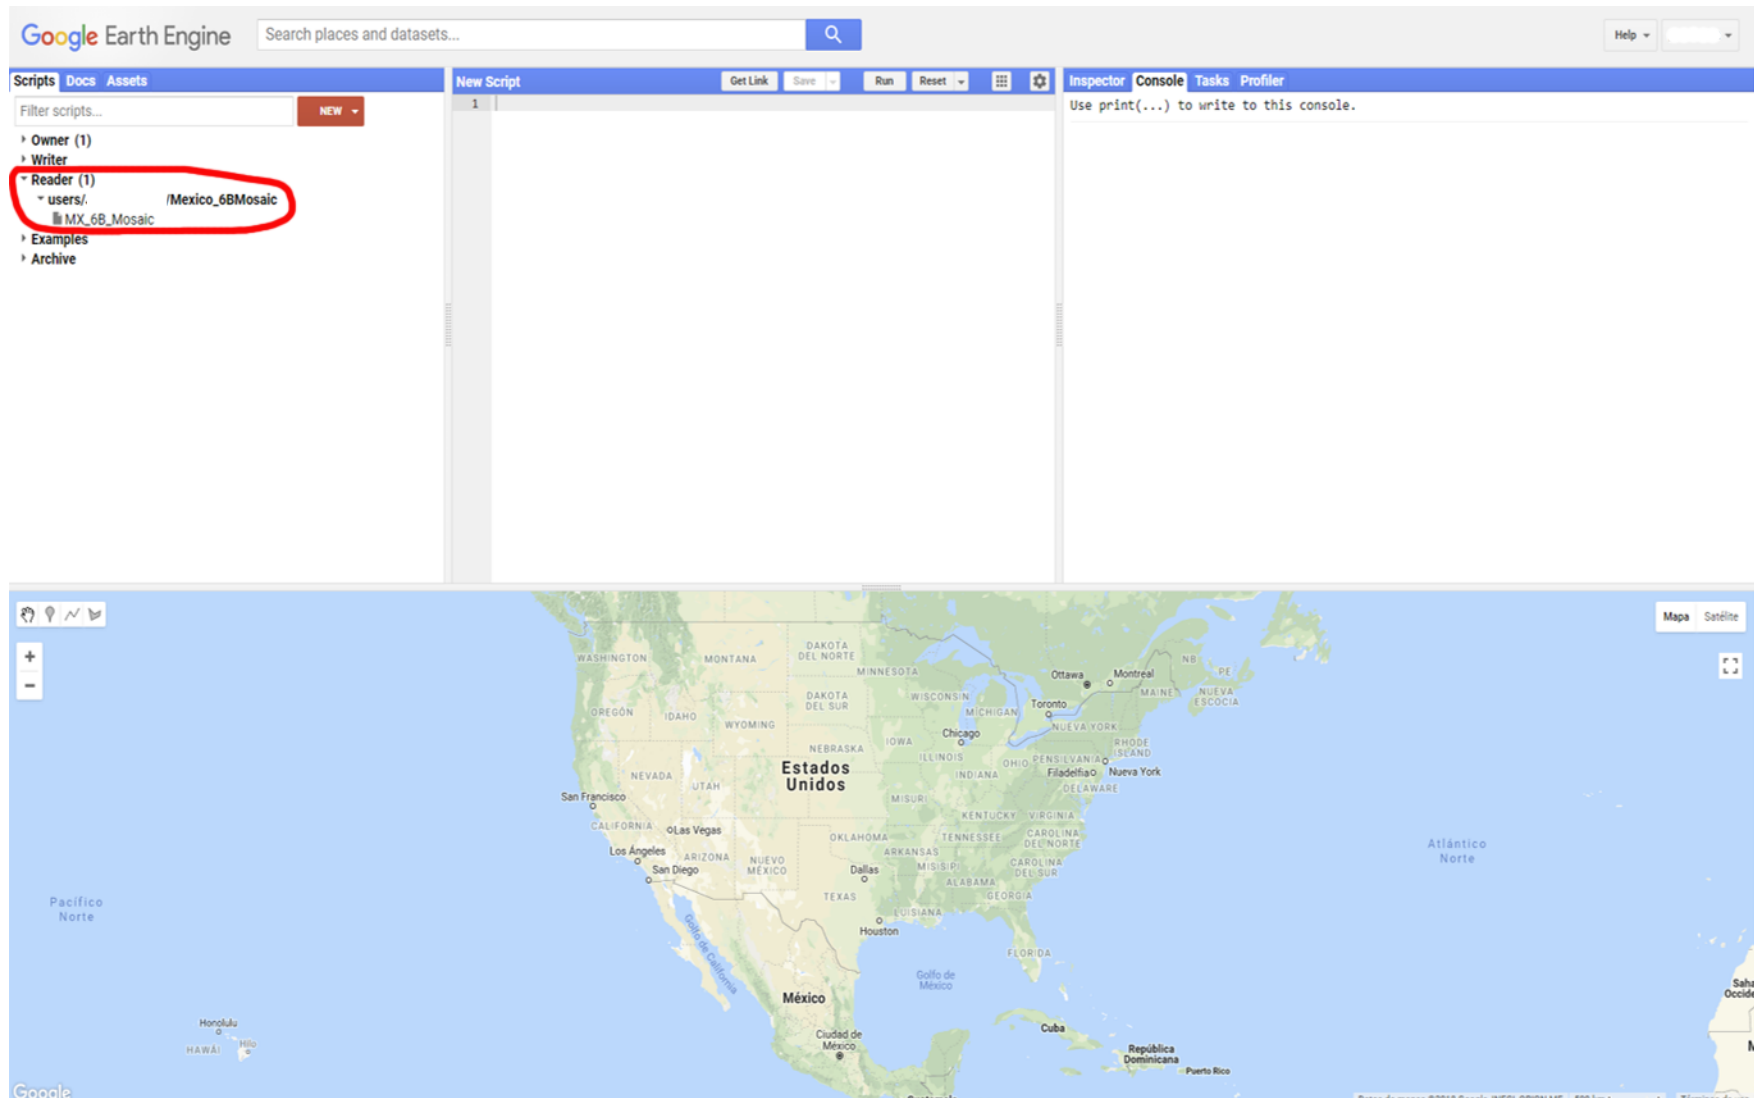 Google Earth Engine
Search places and datasets...
Help
Scripts Docs Assets
New Script
Get Link Save Run Reset
Inspector Console Tasks Profiler
Filter scripts...
NEW
1
Use print(...) to write to this console.
Owner (1)
Writer
Reader (1)
users/. /Mexico_6BMosaic
MX_6B_Mosaic
Examples
Archive
Mapa Satélite
+
−
WASHINGTON
MONTANA
DAKOTA
DEL NORTE
MINNESOTA
Ottawa
Montreal
NB
PE
MAINE
NUEVA
ESCOCIA
OREGÓN
IDAHO
WYOMING
DAKOTA
DEL SUR
WISCONSIN
MICHIGAN
Toronto
NUEVA YORK
Chicago
NEBRASKA
IOWA
ILLINOIS
INDIANA
OHIO
PENSILVANIA
RHODE
ISLAND
Filadelfia
Nueva York
DELAWARE
NEVADA
UTAH
Estados
Unidos
San Francisco
CALIFORNIA
Las Vegas
MISURI
KENTUCKY
VIRGINIA
OKLAHOMA
TENNESSEE
CAROLINA
DEL NORTE
Los Ángeles
ARIZONA
NUEVO
MÉXICO
ARKANSAS
San Diego
Dallas
MISISIPI
CAROLINA
DEL SUR
ALABAMA
GEORGIA
TEXAS
LUISIANA
Houston
FLORIDA
Atlántico
Norte
Pacífico
Norte
Golfo de California
Golfo de
México
México
Ciudad de
México
Cuba
República
Dominicana
Puerto Rico
Honolulu
HAWÁI
Hilo
Google